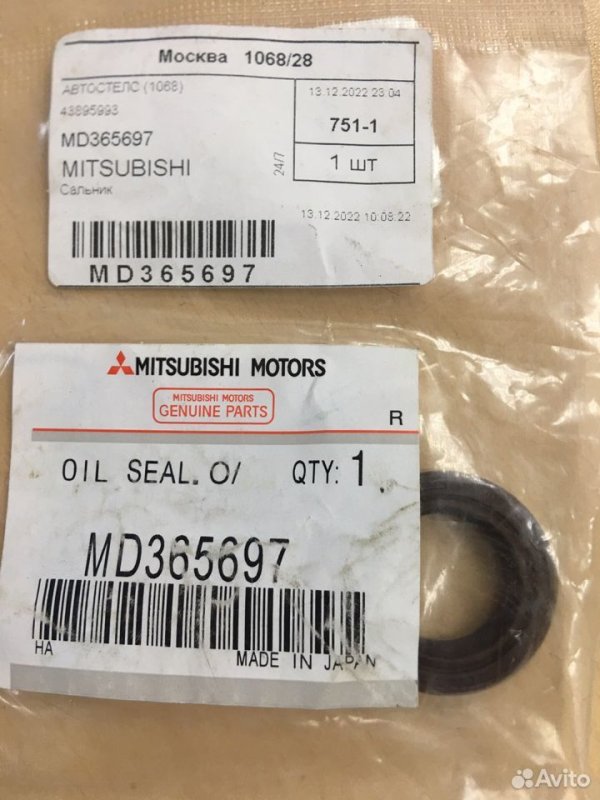 Москва 1068/28
АВТОСТЕЛС (1068)
43895993
MD365697
MITSUBISHI
Сальник
13.12.2022 23:04
751-1
24/7
1 шт
13.12.2022 10:08:22
MD365697
MITSUBISHI MOTORS
MITSUBISHI MOTORS
GENUINE PARTS
R
OIL SEAL. O/ QTY: 1
MD365697
HA
MADE IN JAPAN
Avito